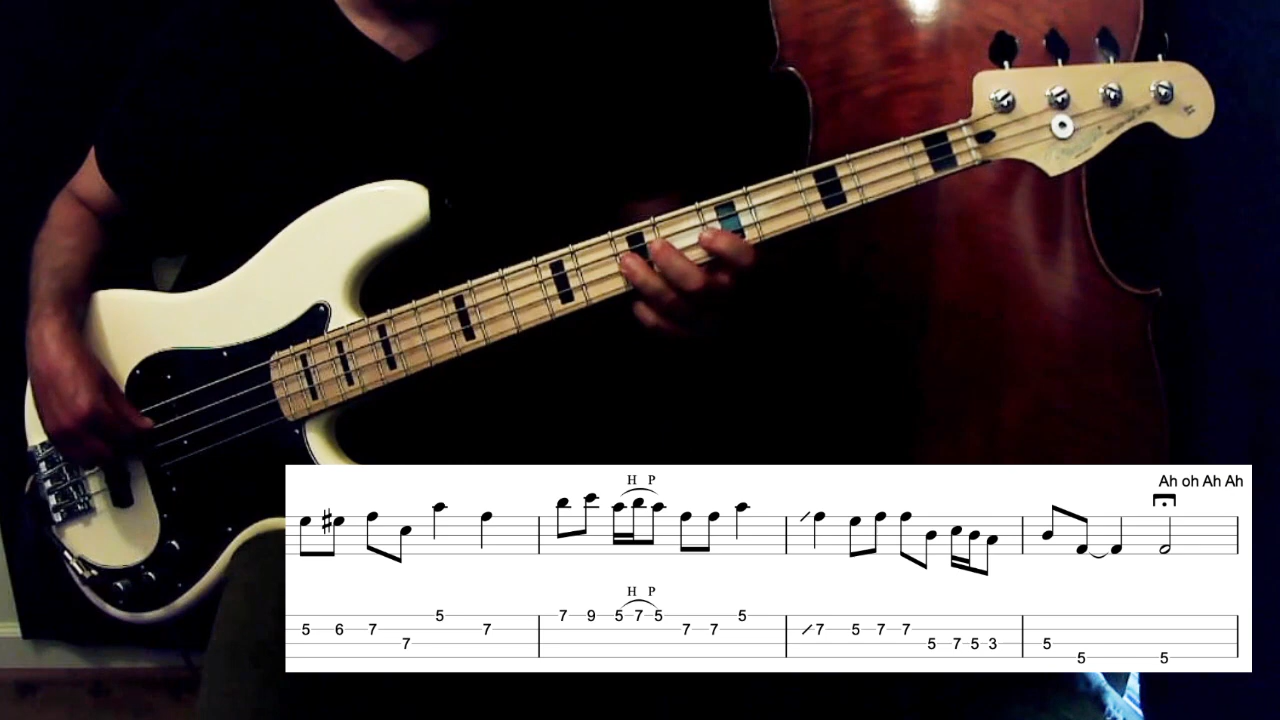 Ah oh Ah Ah
H P
H P
5 7 9 5 7 5 5
5 6 7 7 7 7 7 5 7 7
7 5 7 5 3 5
5 5